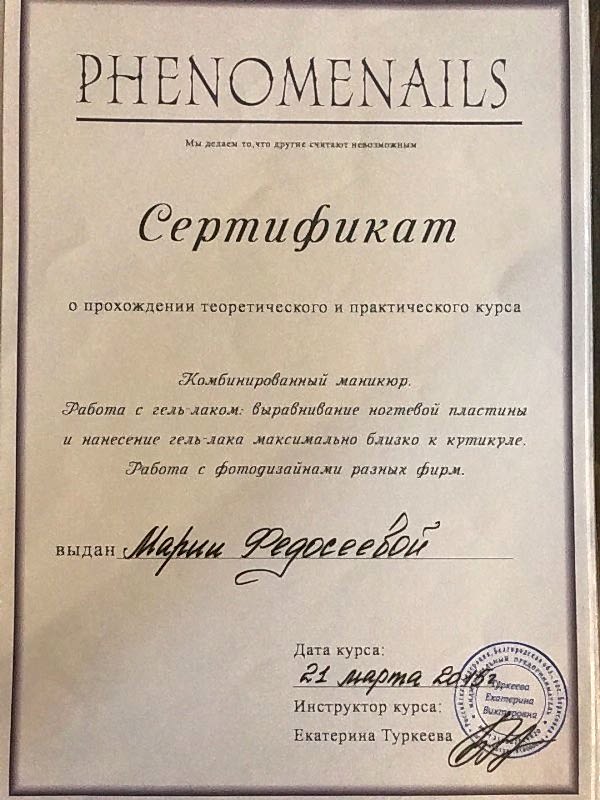 PHENOMENAILS
Мы делаем то, что другие считают невозможным
Сертификат
о прохождении теоретического и практического курса
Комбинированный маникюр.
Работа с гель-лаком: выравнивание ногтевой пластины
и нанесение гель-лака максимально близко к кутикуле.
Работа с фотодизайнами разных фирм.
выдан Марии Федосеевой
Дата курса:
21 марта
Инструктор курса:
Екатерина Туркеева
Туркеева
Екатерина
Викторовна